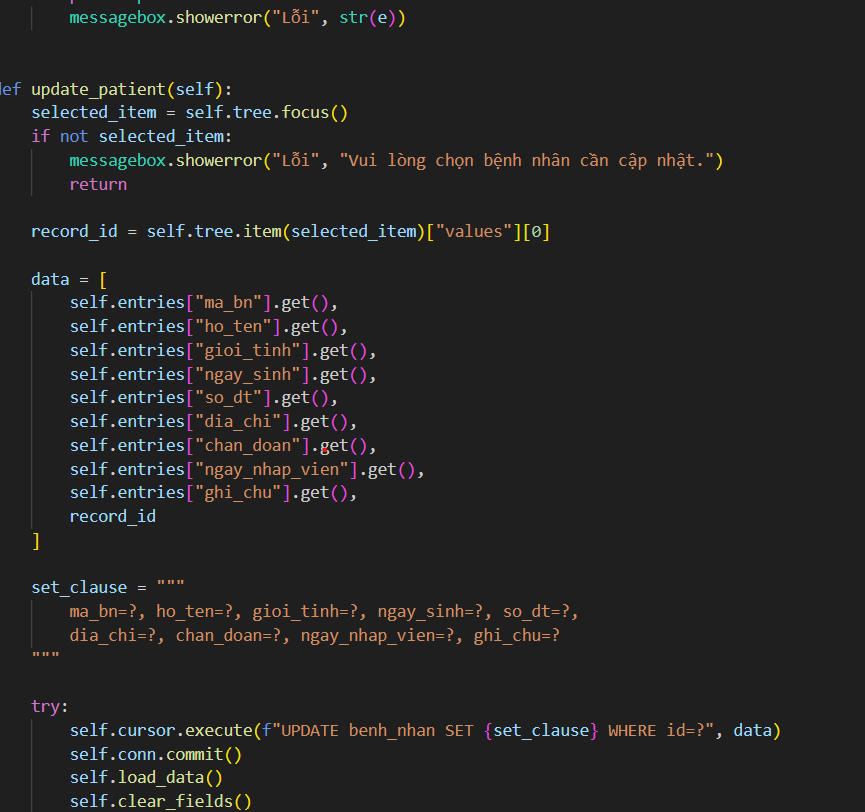 messagebox.showerror("Lỗi", str(e))
def update_patient(self):
selected_item = self.tree.focus()
if not selected_item:
messagebox.showerror("Lỗi", "Vui lòng chọn bệnh nhân cần cập nhật.")
return
record_id = self.tree.item(selected_item)["values"][0]
data = [
self.entries["ma_bn"].get(),
self.entries["ho_ten"].get(),
self.entries["gioi_tinh"].get(),
self.entries["ngay_sinh"].get(),
self.entries["so_dt"].get(),
self.entries["dia_chi"].get(),
self.entries["chan_doan"].get(),
self.entries["ngay_nhap_vien"].get(),
self.entries["ghi_chu"].get(),
record_id
]
set_clause = """
ma_bn=?, ho_ten=?, gioi_tinh=?, ngay_sinh=?, so_dt=?,
dia_chi=?, chan_doan=?, ngay_nhap_vien=?, ghi_chu=?
"""
try:
self.cursor.execute(f"UPDATE benh_nhan SET {set_clause} WHERE id=?", data)
self.conn.commit()
self.load_data()
self.clear_fields()